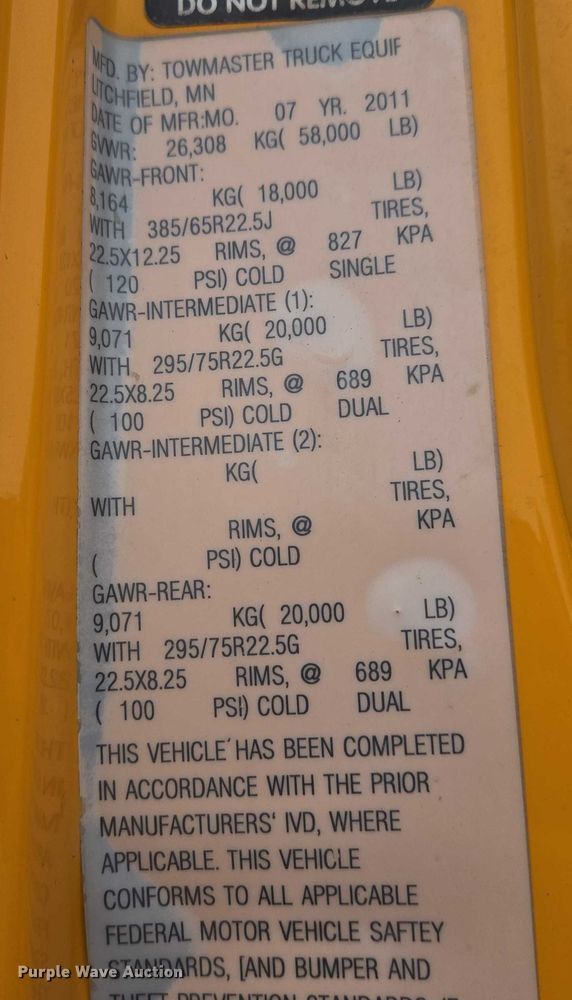 DO NOT REMOVE
MFD. BY: TOWMASTER TRUCK EQUIF
LITCHFIELD, MN
DATE OF MFR:MO. 07 YR. 2011
GVWR: 26,308 KG( 58,000 LB)
GAWR-FRONT:
8,164 KG( 18,000 LB)
WITH 385/65R22.5J TIRES,
22.5X12.25 RIMS, @ 827 KPA
( 120 PSI) COLD SINGLE
GAWR-INTERMEDIATE (1):
9,071 KG( 20,000 LB)
WITH 295/75R22.5G TIRES,
22.5X8.25 RIMS, @ 689 KPA
( 100 PSI) COLD DUAL
GAWR-INTERMEDIATE (2):
KG( LB)
WITH TIRES,
RIMS, @ KPA
( PSI) COLD
GAWR-REAR:
9,071 KG( 20,000 LB)
WITH 295/75R22.5G TIRES,
22.5X8.25 RIMS, @ 689 KPA
( 100 PSI) COLD DUAL
THIS VEHICLE HAS BEEN COMPLETED
IN ACCORDANCE WITH THE PRIOR
MANUFACTURERS' IVD, WHERE
APPLICABLE. THIS VEHICLE
CONFORMS TO ALL APPLICABLE
FEDERAL MOTOR VEHICLE SAFTEY
STANDARDS, [AND BUMPER AND
THEFT PREVENTION STANDARDS, IF
Purple Wave Auction